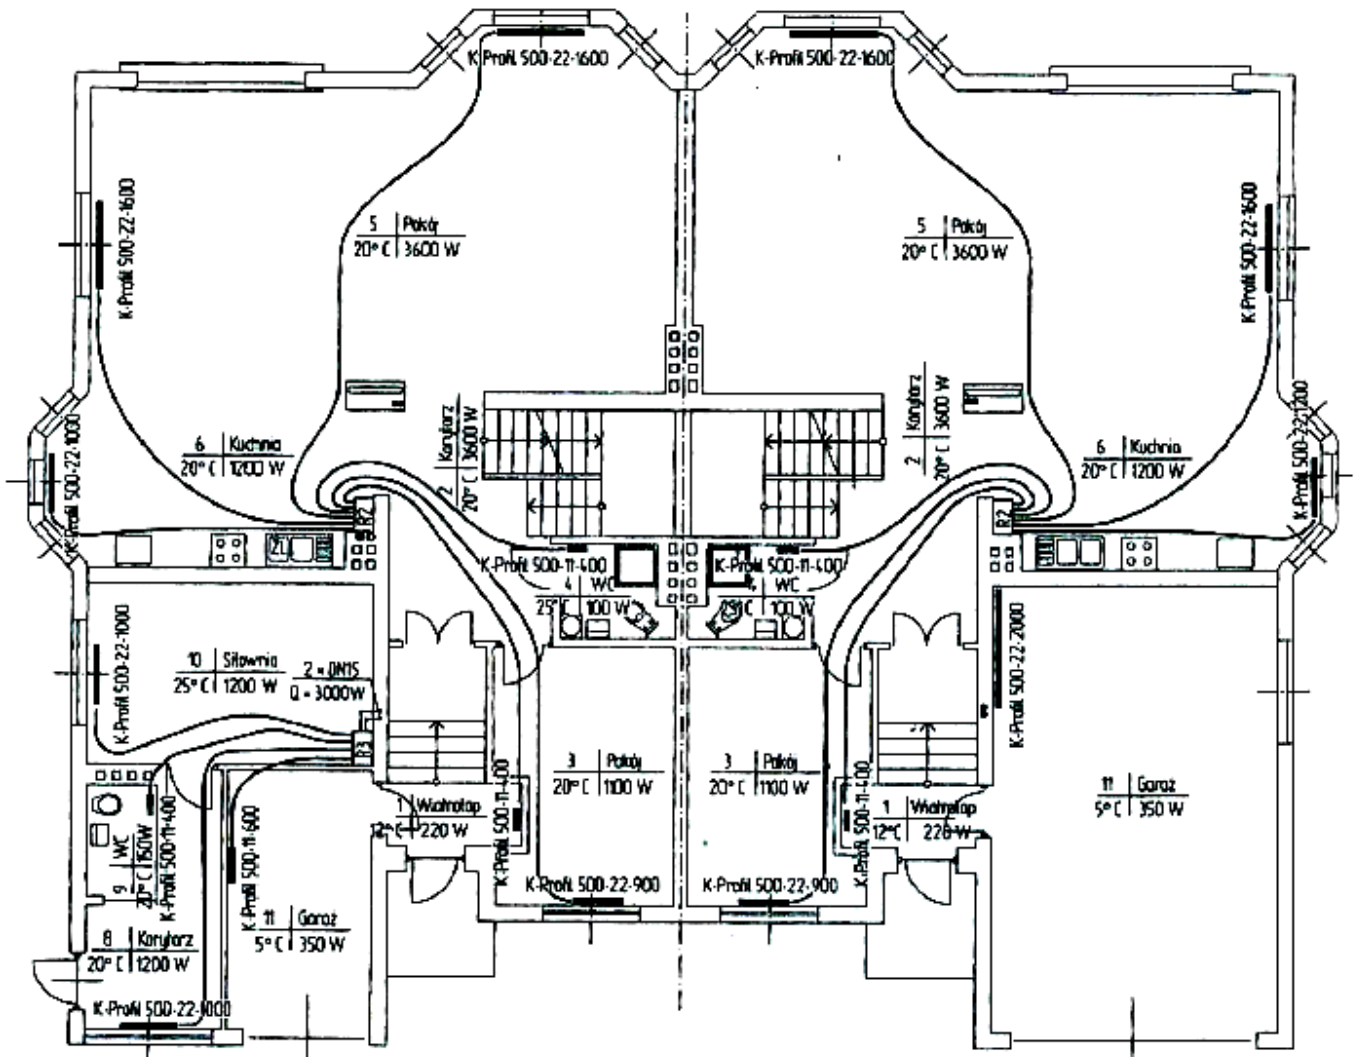 K-Profil 500-22-1600
K-Profil 500-22-1600
K-Profil 500-22-1600
5 Pokój
20° C 3600 W
5 Pokój
20° C 3600 W
K-Profil 500-22-1600
2 Korytarz
20° C 3600 W
2 Korytarz
20° C 3600 W
6 Kuchnia
20° C 1200 W
6 Kuchnia
20° C 1200 W
K-Profil 500-22-1000
K-Profil 500-22-1200
R2
R2
ZL
K-Profil 500-11-400
4 WC
25° C 100 W
K-Profil 500-11-400
4 WC
100 W
K-Profil 500-22-1000
10 Siłownia
25° C 1200 W
2 × DN15
Q = 3000W
K-Profil 500-22-2000
R3
3 Pokój
20° C 1100 W
3 Pokój
20° C 1100 W
1 Wiatrołap
12° C 220 W
1 Wiatrołap
12° C 220 W
K-Profil 500-11-400
K-Profil 500-11-400
11 Garaż
5° C 350 W
9 WC
20° C 150W
K-Profil 500-11-400
K-Profil 500-11-600
K-Profil 500-22-900
K-Profil 500-22-900
11 Garaż
5° C 350 W
8 Korytarz
20° C 1200 W
K-Profil 500-22-1000